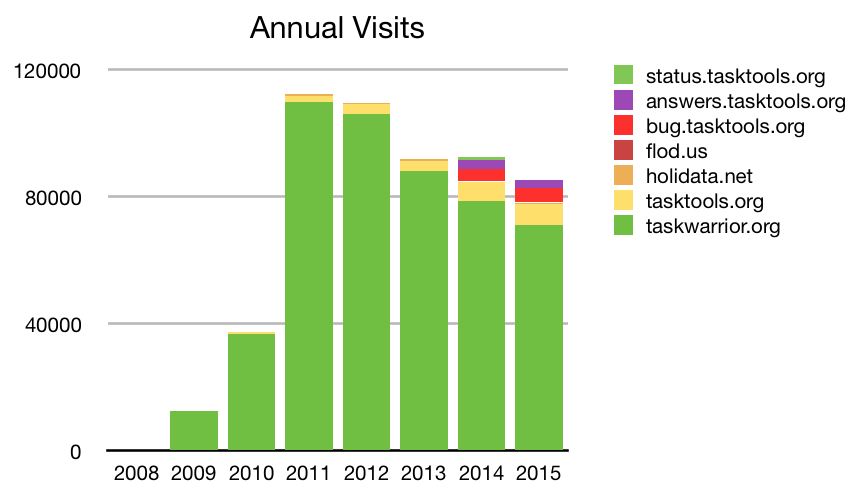 Annual Visits
120000
80000
40000
0
2008 2009 2010 2011 2012 2013 2014 2015
status.tasktools.org
answers.tasktools.org
bug.tasktools.org
flod.us
holidata.net
tasktools.org
taskwarrior.org